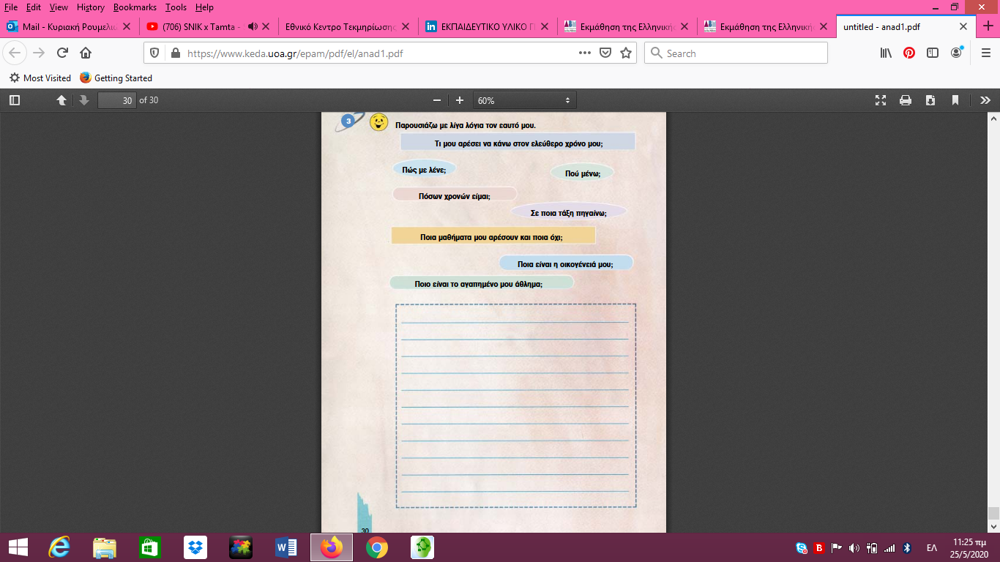 File Edit View History Bookmarks Tools Help
Mail - Κυριακή Ρουμελι
(706) SNIK x Tamta -
Εθνικό Κεντρο Τεκμηρίωσης
ΕΚΠΑΙΔΕΥΤΙΚΟ ΥΛΙΚΟ Γ
Εκμάθηση της Ελληνικής
Εκμάθηση της Ελληνικής
untitled - anad1.pdf
https://www.keda.uoa.gr/epam/pdf/el/anad1.pdf
Search
Most Visited Getting Started
30 of 30
60%
3
Παρουσιάζω με λίγα λόγια τον εαυτό μου.
Τι μου αρέσει να κάνω στον ελεύθερο χρόνο μου;
Πώς με λένε;
Πού μένω;
Πόσων χρονών είμαι;
Σε ποια τάξη πηγαίνω;
Ποια μαθήματα μου αρέσουν και ποια όχι;
Ποια είναι η οικογένειά μου;
Ποιο είναι το αγαπημένο μου άθλημα;
30
ΕΛ
11:25 πμ
25/5/2020